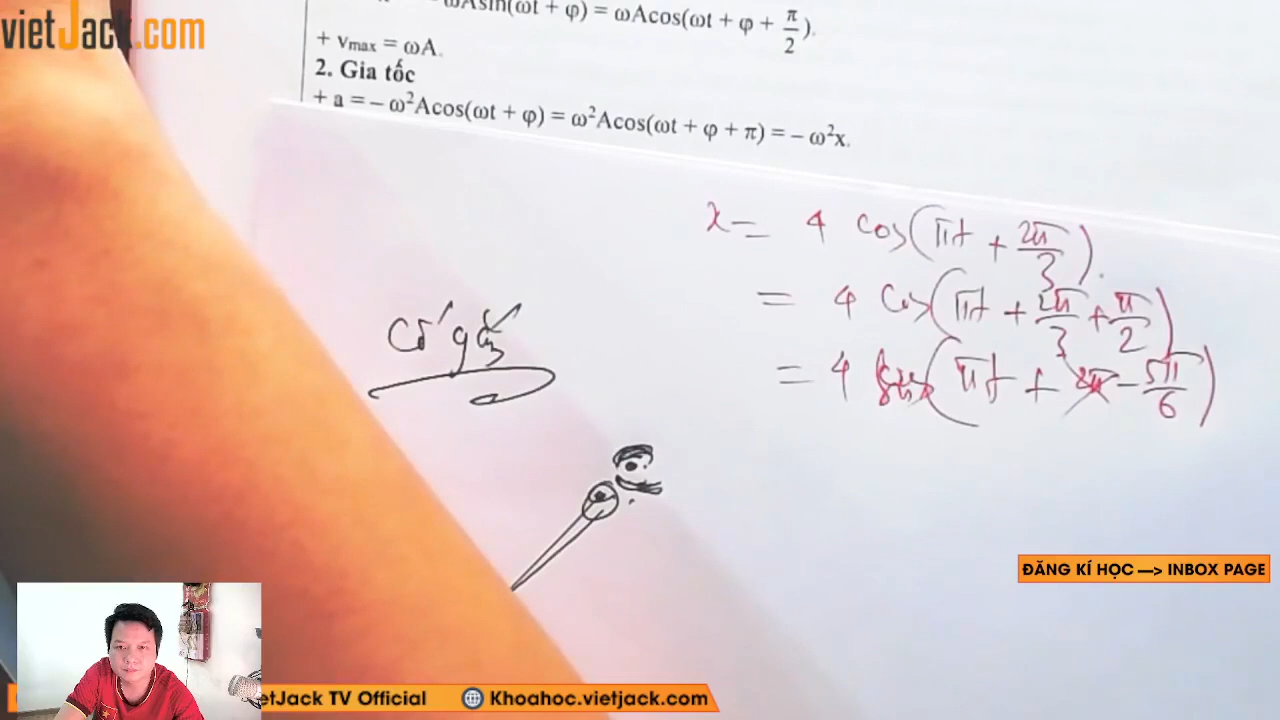 vietJack.com
ωAsin(ωt + φ) = ωAcos(ωt + φ + π/2).
+ vmax = ωA.
2. Gia tốc
+ a = – ω²Acos(ωt + φ) = ω²Acos(ωt + φ + π) = – ω²x.
x = 4 cos(πt + 2π/3).
= 4 cos(πt + 2π/3 + π/2)
= 4 (πt + – 5π/6)
Cố gắng
ĐĂNG KÍ HỌC —> INBOX PAGE
etJack TV Official
Khoahoc.vietjack.com